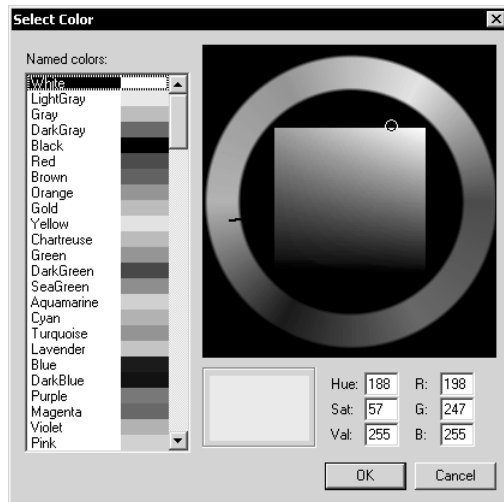 Select Color
Named colors:
White
LightGray
Gray
DarkGray
Black
Red
Brown
Orange
Gold
Yellow
Chartreuse
Green
DarkGreen
SeaGreen
Aquamarine
Cyan
Turquoise
Lavender
Blue
DarkBlue
Purple
Magenta
Violet
Pink
Hue: 188 R: 198
Sat: 57 G: 247
Val: 255 B: 255
OK Cancel